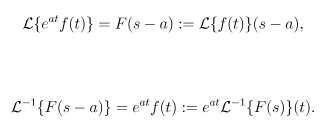 ℒ{e^{at}f(t)} = F(s − a) := ℒ{f(t)}(s − a),
ℒ^{−1}{F(s − a)} = e^{at}f(t) := e^{at}ℒ^{−1}{F(s)}(t).